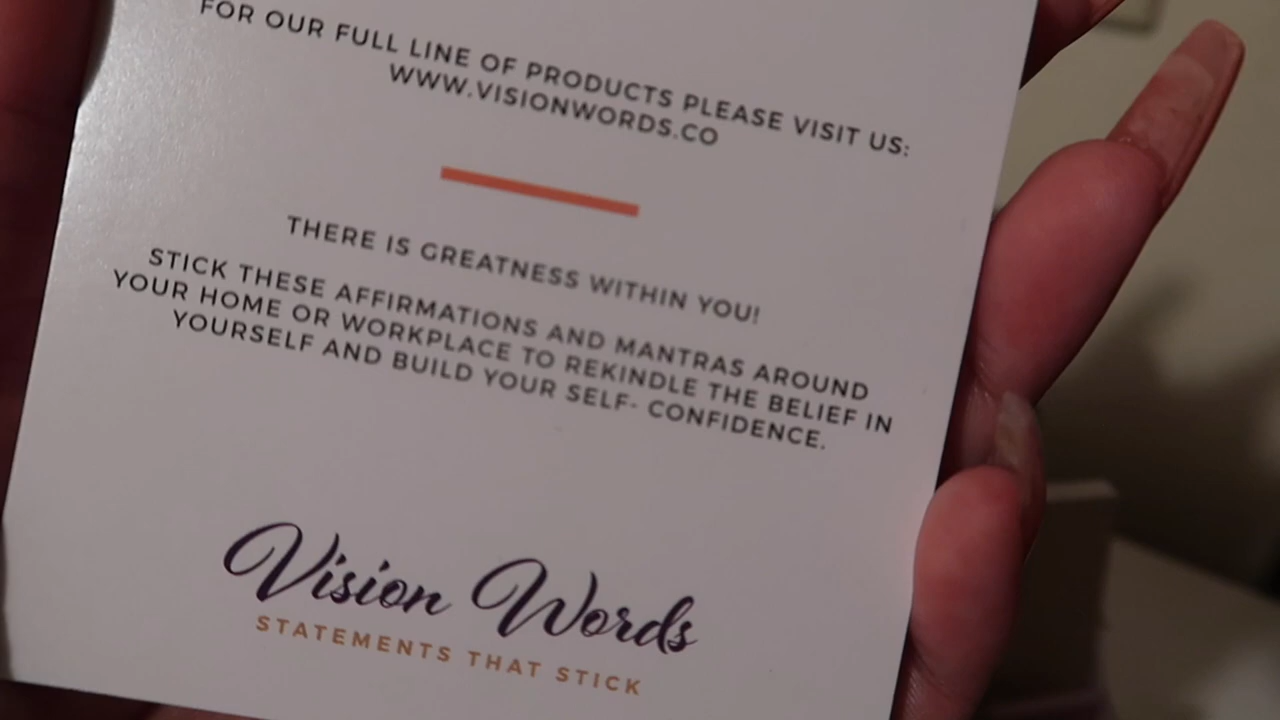 FOR OUR FULL LINE OF PRODUCTS PLEASE VISIT US:
WWW.VISIONWORDS.CO
THERE IS GREATNESS WITHIN YOU!
STICK THESE AFFIRMATIONS AND MANTRAS AROUND
YOUR HOME OR WORKPLACE TO REKINDLE THE BELIEF IN
YOURSELF AND BUILD YOUR SELF- CONFIDENCE.
Vision Words
STATEMENTS THAT STICK